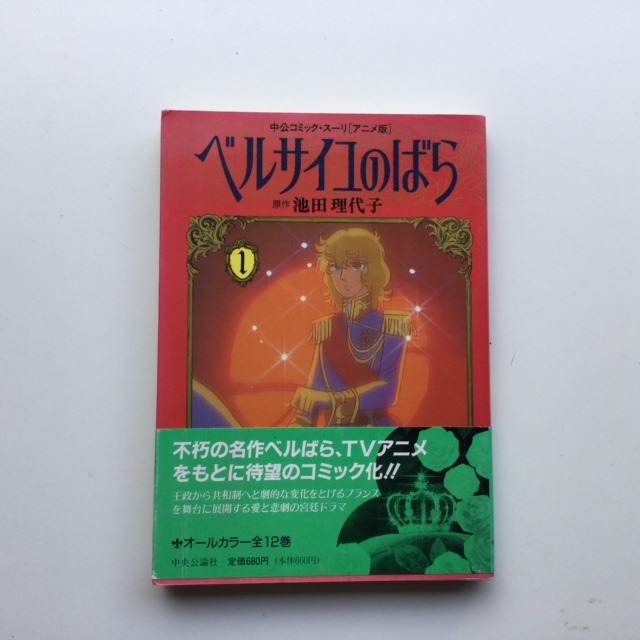 中公コミック・スーリ[アニメ版]
ベルサイユのばら
原作 池田理代子
1
不朽の名作ベルばら、TVアニメ
をもとに待望のコミック化!!
王政から共和制へと劇的な変化をとげるフランス
を舞台に展開する愛と悲劇の宮廷ドラマ
オールカラー全12巻
中央公論社 定価680円(本体660円)